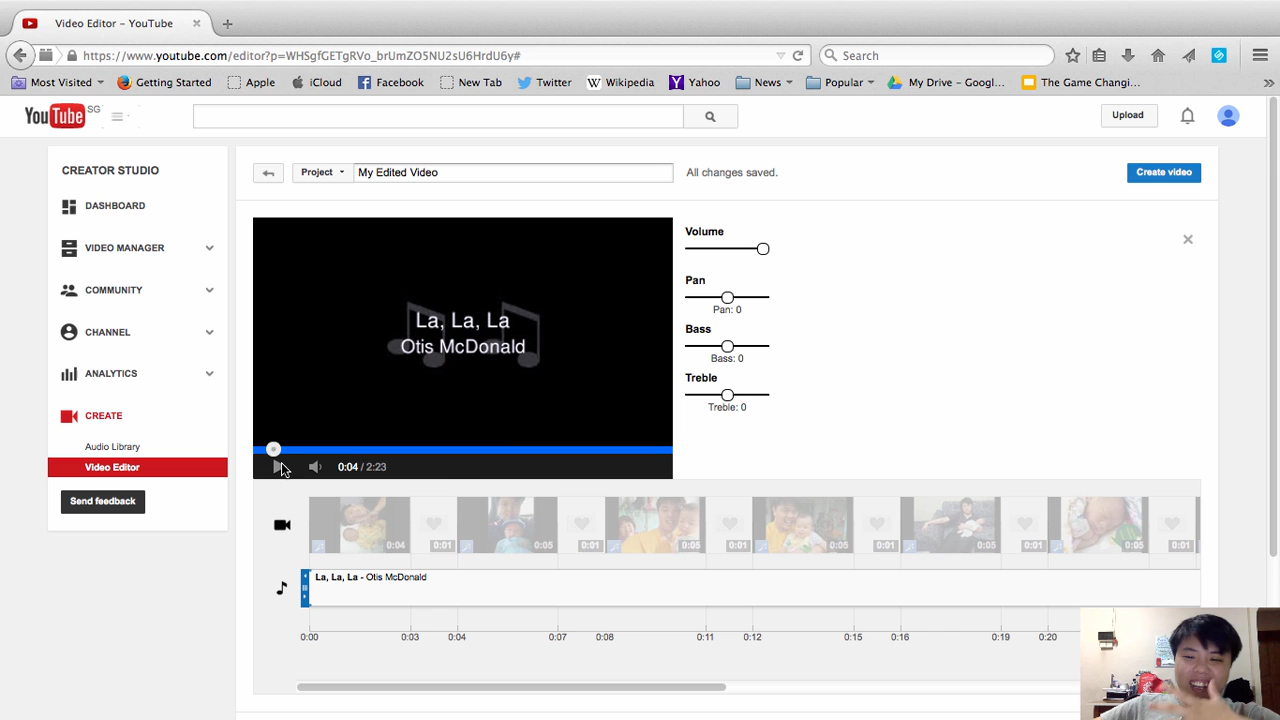 Video Editor – YouTube
https://www.youtube.com/editor?p=WHSgfGETgRVo_brUmZO5NU2sU6HrdU6y#
Search
Most Visited
Getting Started
Apple
iCloud
Facebook
New Tab
Twitter
W Wikipedia
Yahoo
News
Popular
My Drive – Googl...
The Game Changi...
YouTube SG
Upload
CREATOR STUDIO
Project
My Edited Video
All changes saved.
Create video
DASHBOARD
VIDEO MANAGER
COMMUNITY
CHANNEL
ANALYTICS
CREATE
Audio Library
Video Editor
Send feedback
La, La, La
Otis McDonald
0:04 / 2:23
Volume
Pan
Pan: 0
Bass
Bass: 0
Treble
Treble: 0
0:04 0:01 0:05 0:01 0:05 0:01 0:05 0:01 0:05 0:01 0:05 0:01
La, La, La - Otis McDonald
0:00 0:03 0:04 0:07 0:08 0:11 0:12 0:15 0:16 0:19 0:20